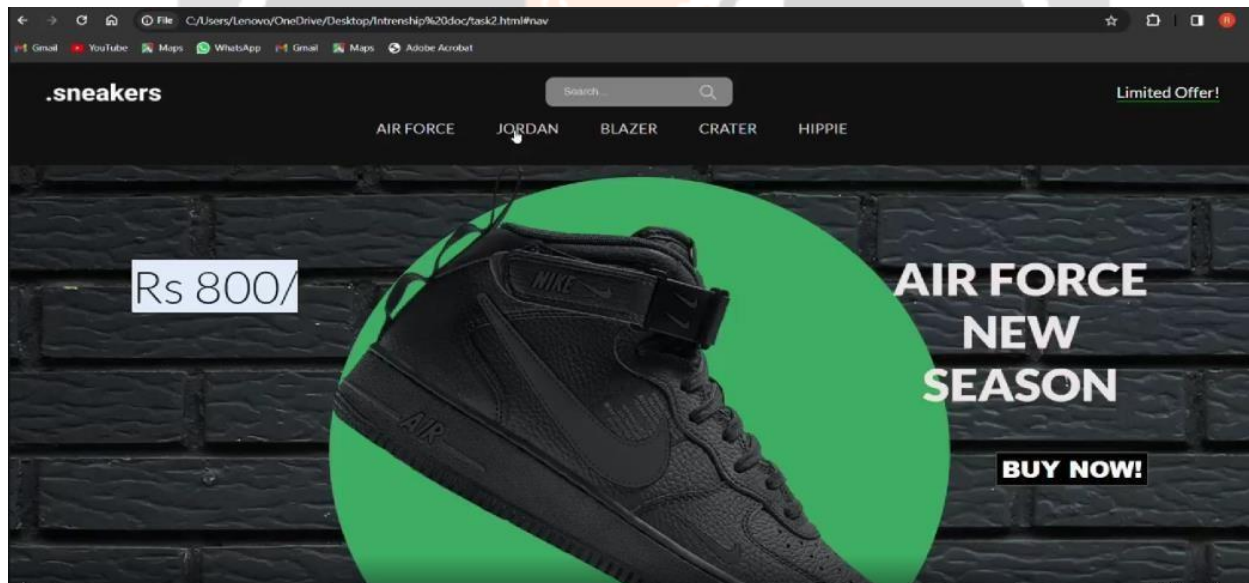 File C:/Users/Lenovo/OneDrive/Desktop/Intrenship%20doc/task2.html#nav
Gmail YouTube Maps WhatsApp Gmail Maps Adobe Acrobat
.sneakers Search... Limited Offer!
AIR FORCE JORDAN BLAZER CRATER HIPPIE
NIKE
Rs 800/
AIR FORCE
NEW
SEASON
AIR
BUY NOW!